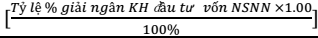 [Tỷ lệ % giải ngân KH đầu tư vốn NSNN ×1.00
100%]